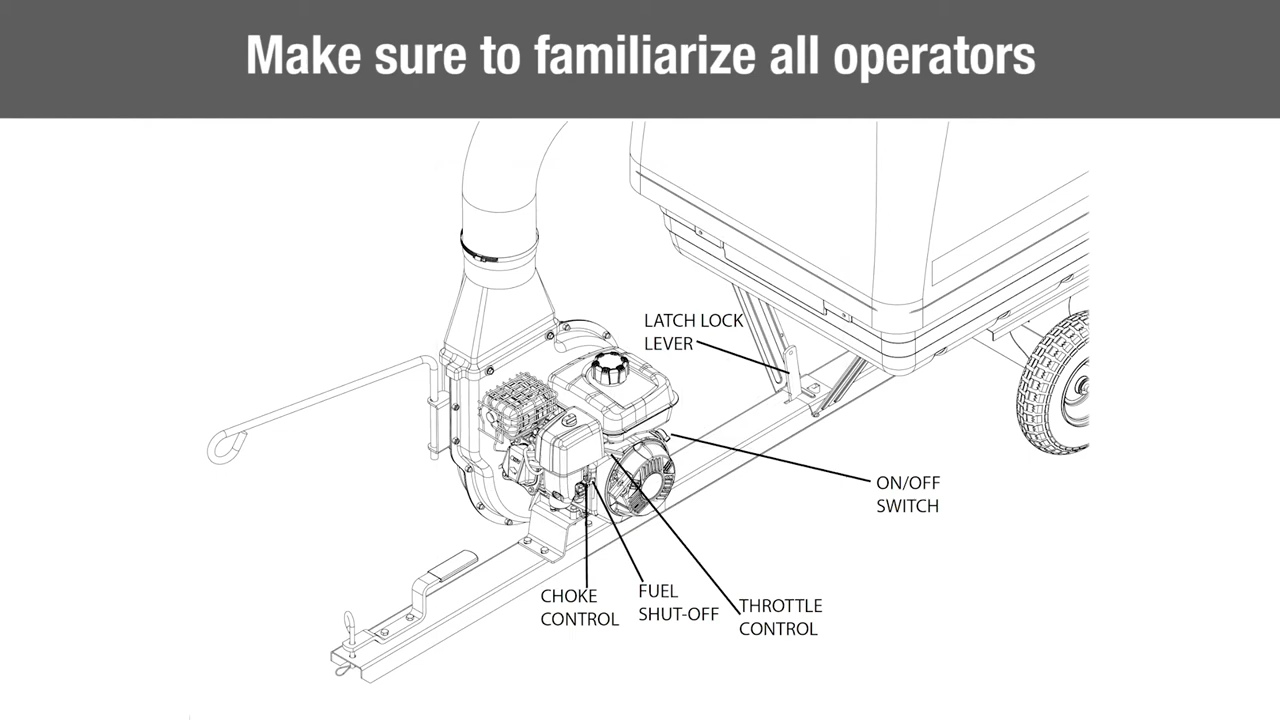 Make sure to familiarize all operators
LATCH LOCK
LEVER
ON/OFF
SWITCH
CHOKE
CONTROL
FUEL
SHUT-OFF
THROTTLE
CONTROL